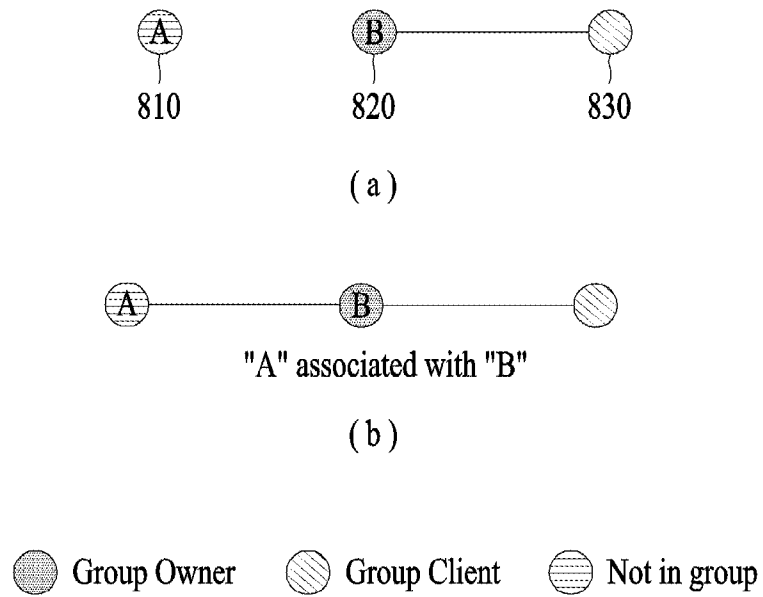 A B
810 820 830
( a )
A B
"A" associated with "B"
( b )
Group Owner Group Client Not in group